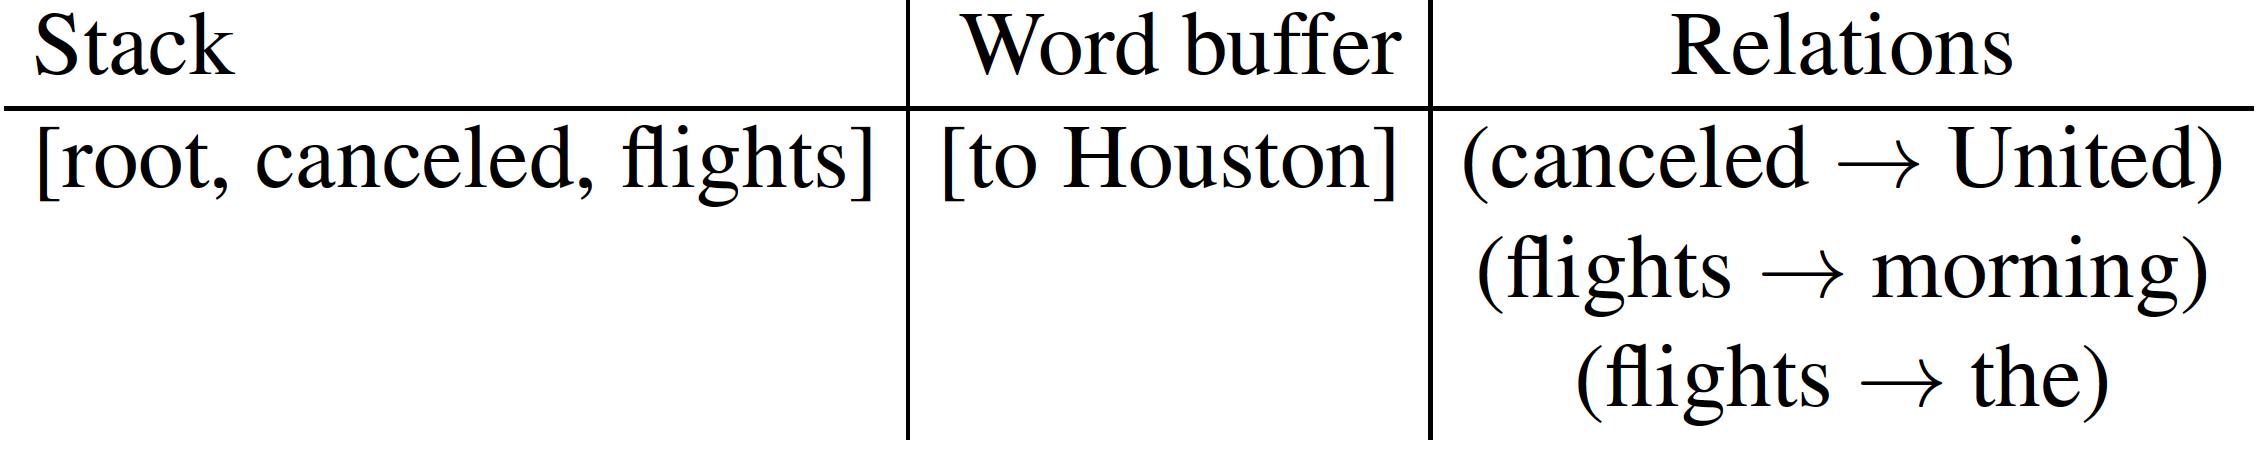 Stack Word buffer Relations
[root, canceled, flights] [to Houston] (canceled → United)
(flights → morning)
(flights → the)